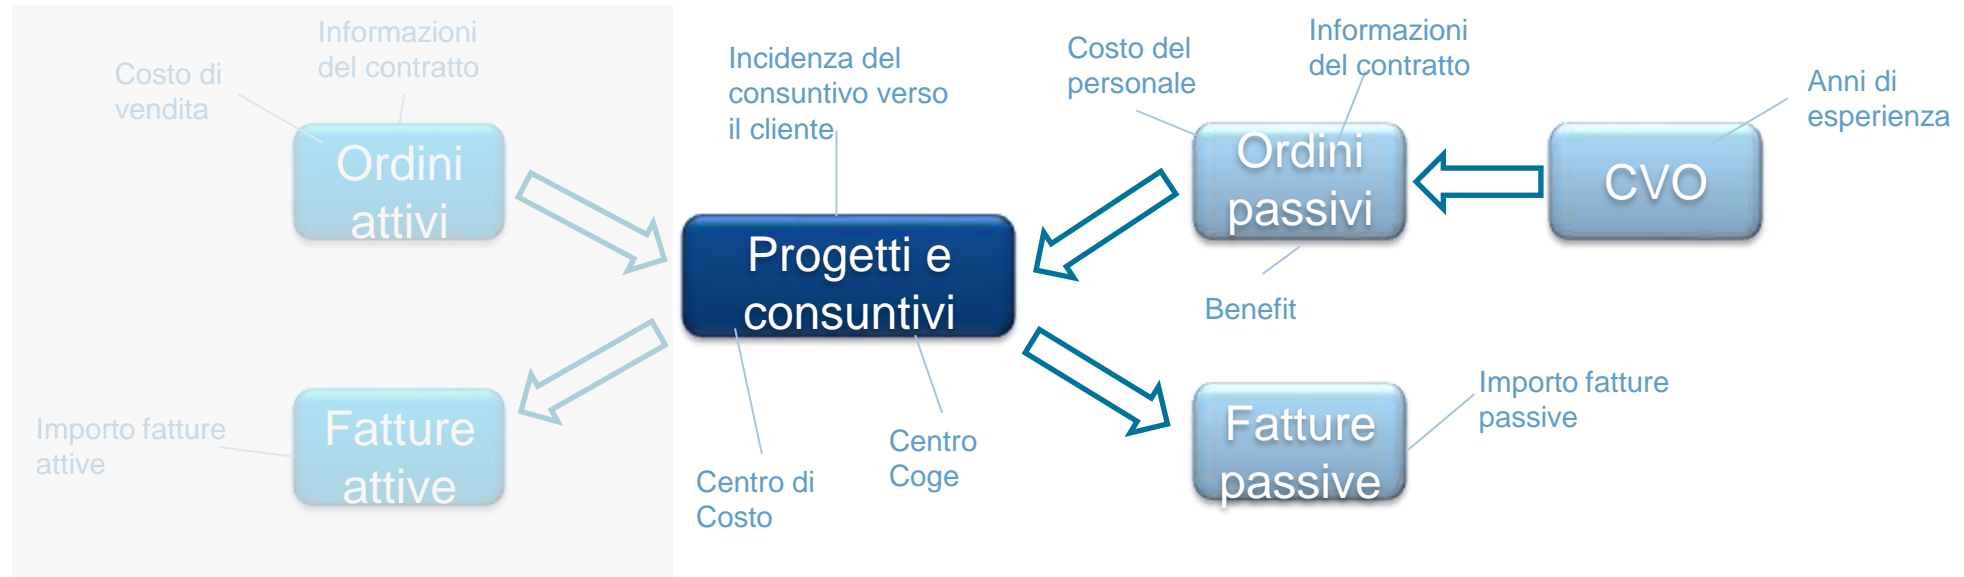 Informazioni
del contratto
Costo di
vendita
Ordini
attivi
Importo fatture
attive
Fatture
attive
Incidenza del
consuntivo verso
il cliente
Progetti e
consuntivi
Centro di
Costo
Centro
Coge
Costo del
personale
Informazioni
del contratto
Ordini
passivi
Benefit
CVO
Anni di
esperienza
Fatture
passive
Importo fatture
passive